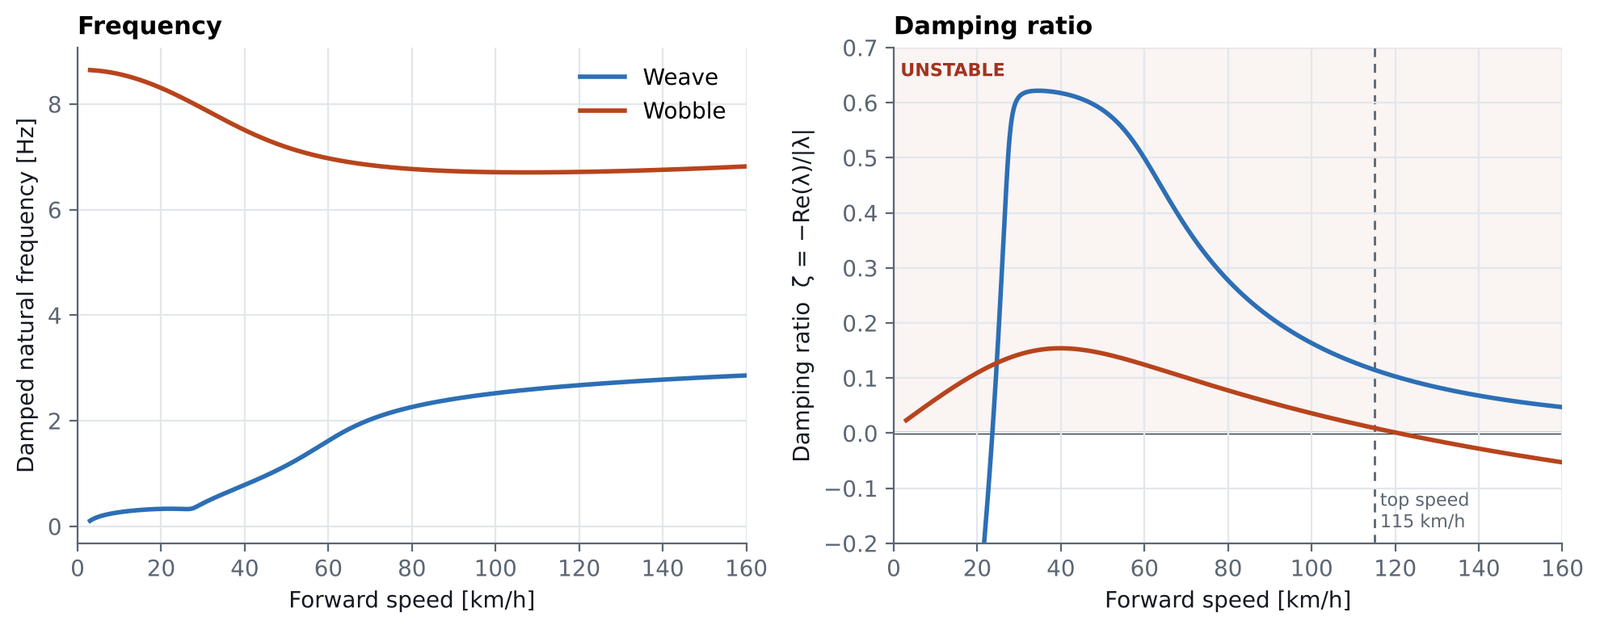 Frequency
Damped natural frequency [Hz]
8
6
4
2
0
Weave
Wobble
0 20 40 60 80 100 120 140 160
Forward speed [km/h]
Damping ratio
Damping ratio ζ = −Re(λ)/|λ|
0.7
0.6
0.5
0.4
0.3
0.2
0.1
0.0
−0.1
−0.2
UNSTABLE
top speed
115 km/h
0 20 40 60 80 100 120 140 160
Forward speed [km/h]